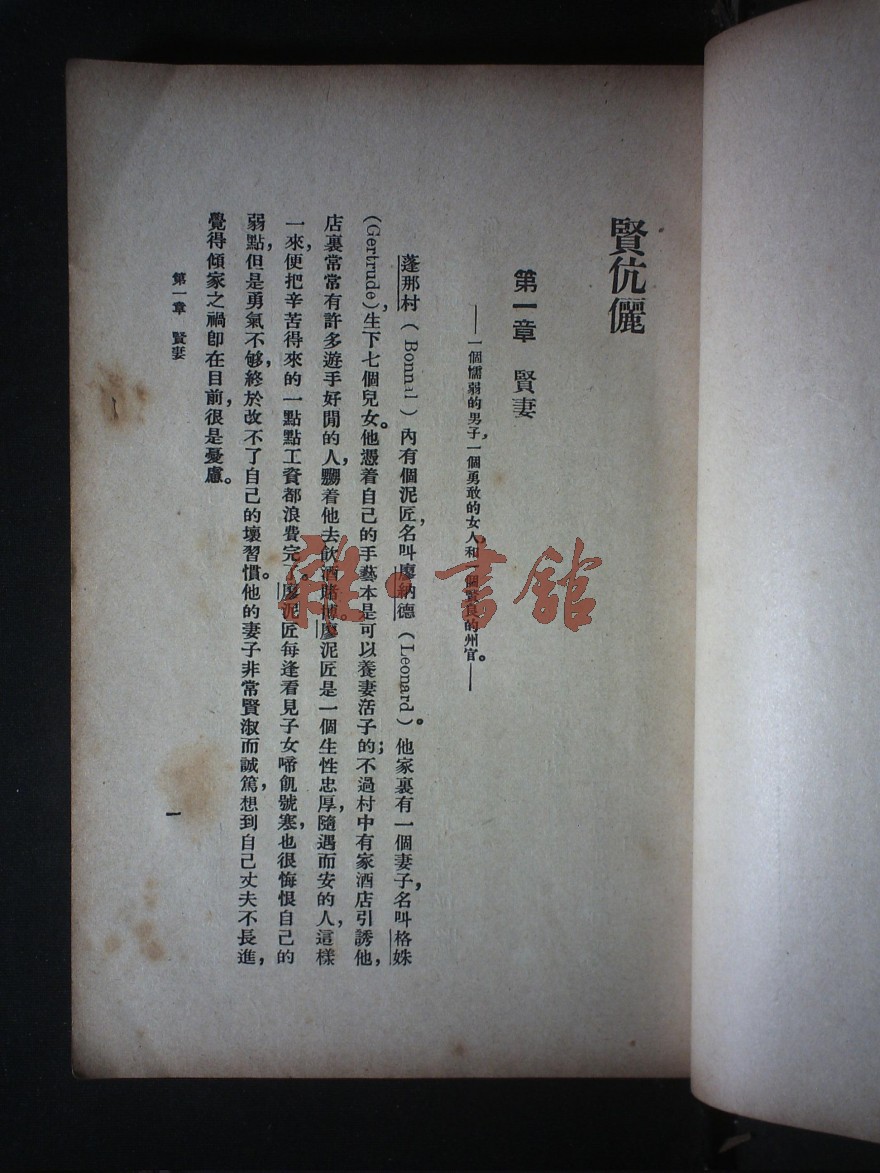 賢伉儷
第一章　賢妻
——一個懦弱的男子，一個勇敢的女人，和一個賢良的州官。——
蓬那村（Bonnal）內有個泥匠，名叫廖納德（Leonard）。他家裏有一個妻子，名叫格姝
(Gertrude)，生下七個兒女。他憑着自己的手藝本是可以養妻活子的；不過村中有家酒店引誘他，
店裏常常有許多遊手好閒的人，嬲着他去飲酒賭博。廖泥匠是一個生性忠厚，隨遇而安的人，這樣
一來，便把辛苦得來的一點點工資都浪費完了。廖泥匠每逢看見子女啼飢號寒，也很悔恨自己的
弱點，但是勇氣不够，終於改不了自己的壞習慣。他的妻子非常賢淑而誠篤，想到自己丈夫不長進，
覺得傾家之禍即在目前，很是憂慮。
第一章　賢妻
一
雜·書館